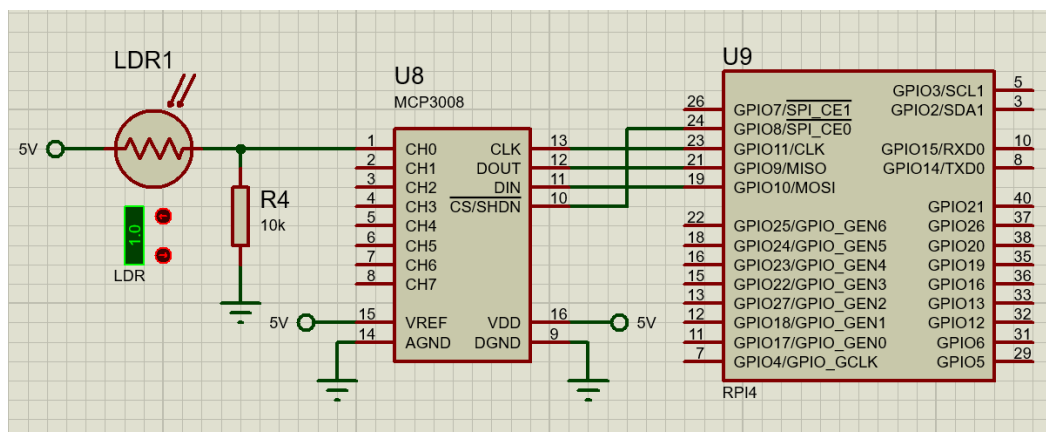 LDR1
5V
1.0
LDR
R4
10k
U8
MCP3008
1 CH0 CLK 13
2 CH1 DOUT 12
3 CH2 DIN 11
4 CH3 CS/SHDN 10
5 CH4
6 CH5
7 CH6
8 CH7
5V 15 VREF VDD 16 5V
14 AGND DGND 9
U9
GPIO3/SCL1 5
26 GPIO7/SPI_CE1 GPIO2/SDA1 3
24 GPIO8/SPI_CE0
23 GPIO11/CLK GPIO15/RXD0 10
21 GPIO9/MISO GPIO14/TXD0 8
19 GPIO10/MOSI
GPIO21 40
22 GPIO25/GPIO_GEN6 GPIO26 37
18 GPIO24/GPIO_GEN5 GPIO20 38
16 GPIO23/GPIO_GEN4 GPIO19 35
15 GPIO22/GPIO_GEN3 GPIO16 36
13 GPIO27/GPIO_GEN2 GPIO13 33
12 GPIO18/GPIO_GEN1 GPIO12 32
11 GPIO17/GPIO_GEN0 GPIO6 31
7 GPIO4/GPIO_GCLK GPIO5 29
RPI4